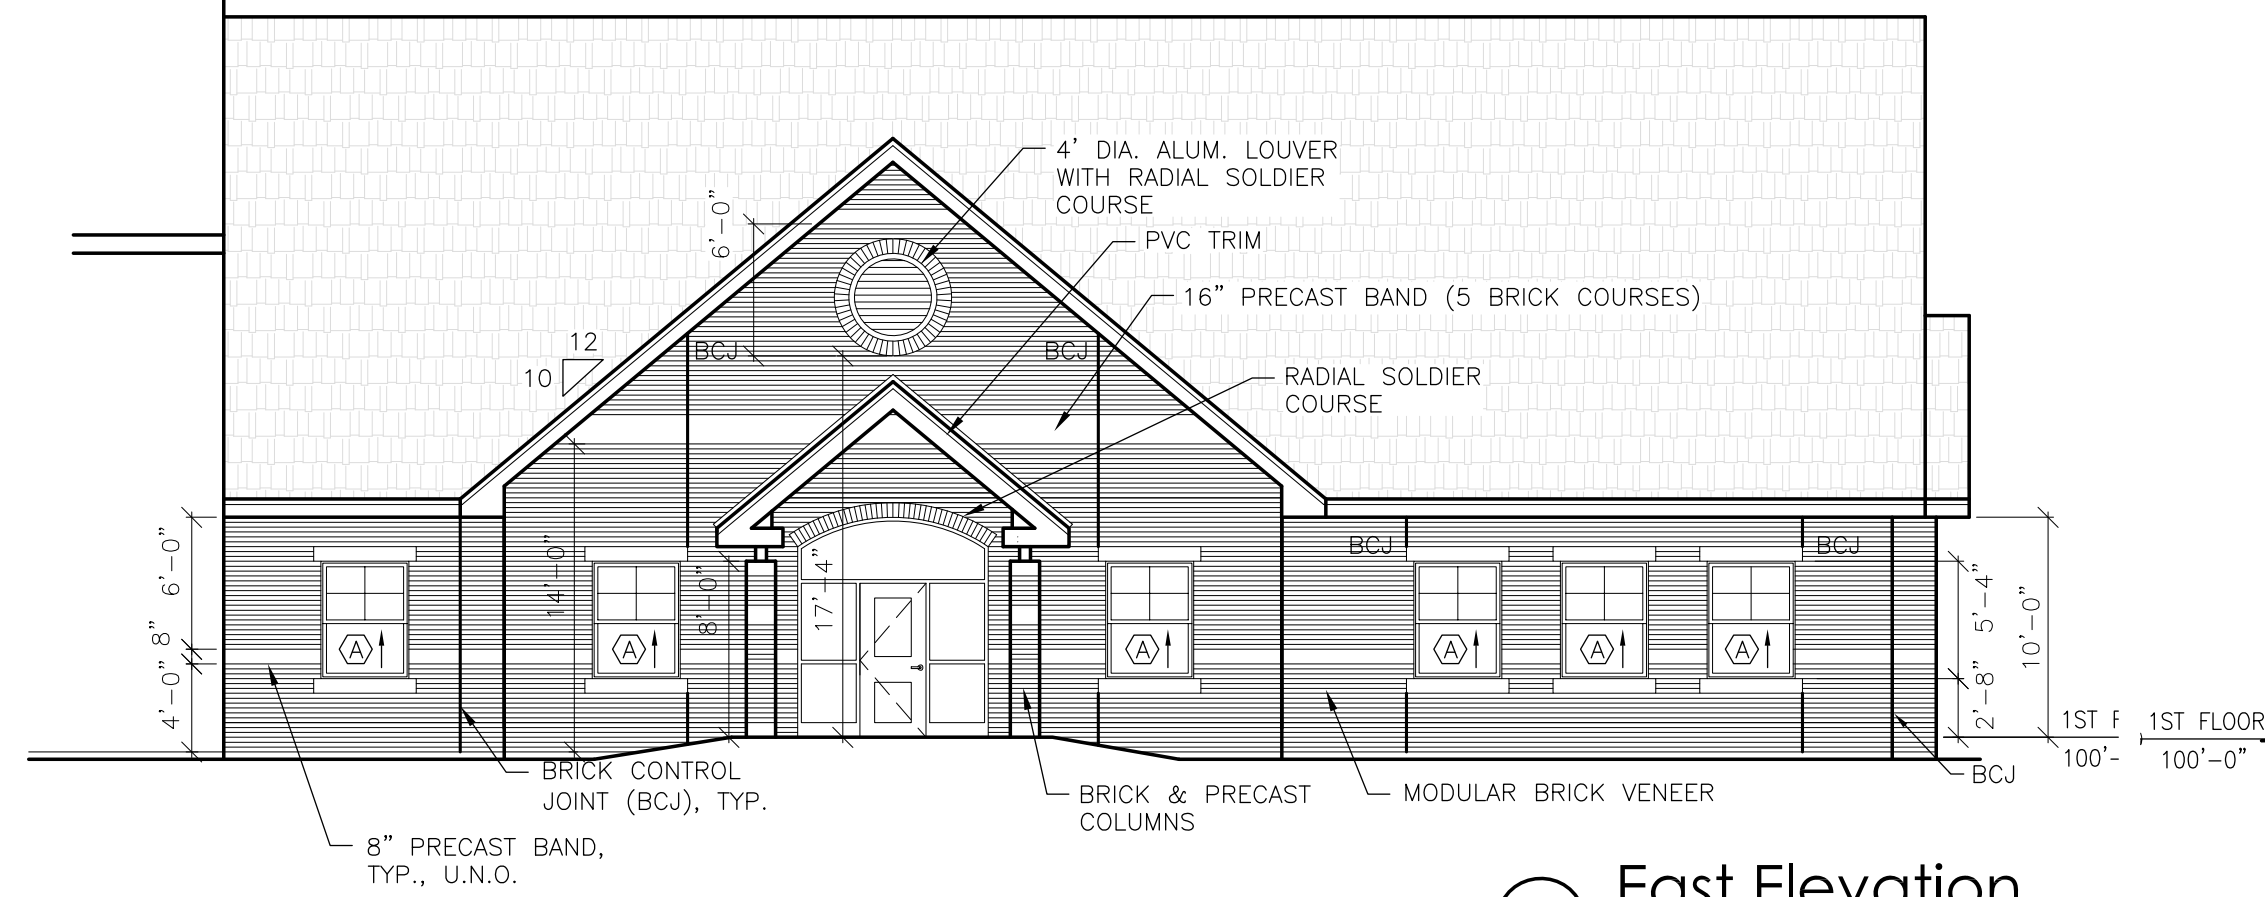 4' DIA. ALUM. LOUVER
WITH RADIAL SOLDIER
COURSE
6'-0"
PVC TRIM
16" PRECAST BAND (5 BRICK COURSES)
12
10
BCJ
BCJ
RADIAL SOLDIER
COURSE
6'-0"
8"
4'-0"
14'-0"
8'-0"
17'-4"
BCJ
BCJ
5'-4"
2'-8"
10'-0"
A
A
A
A
A
A
1ST F
100'-
1ST FLOOR
100'-0"
BRICK CONTROL
JOINT (BCJ), TYP.
BRICK & PRECAST
COLUMNS
MODULAR BRICK VENEER
BCJ
8" PRECAST BAND,
TYP., U.N.O.
East Elevation